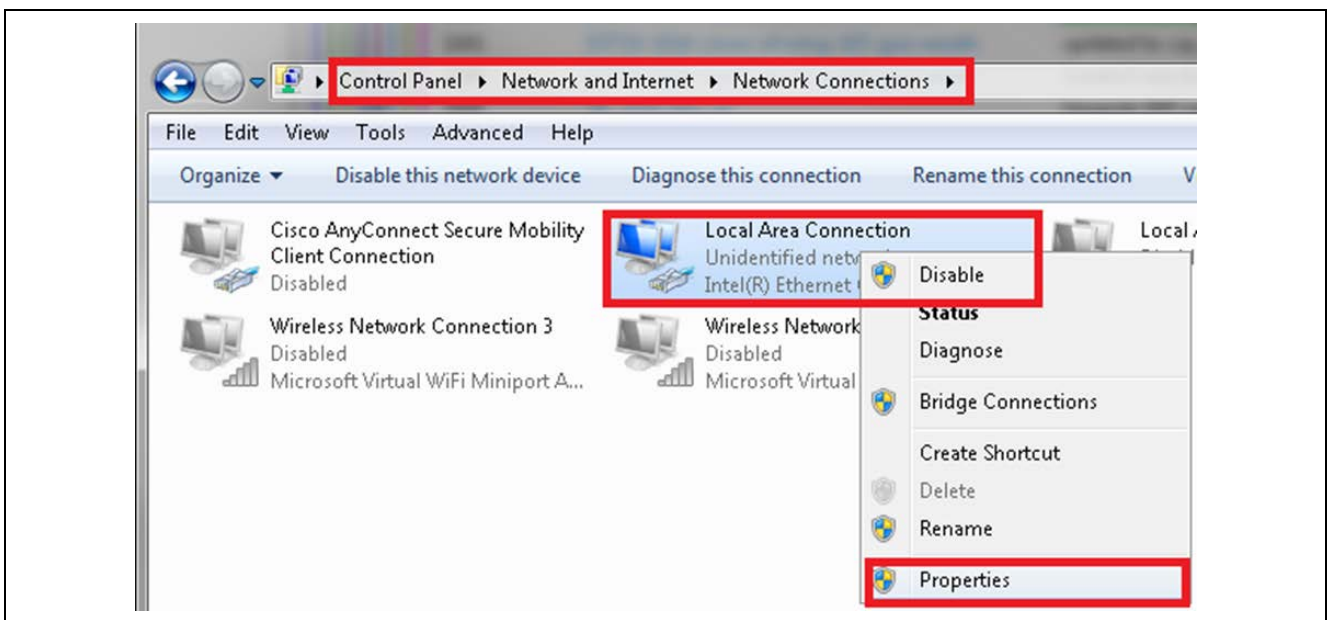 Control Panel ▸ Network and Internet ▸ Network Connections ▸
File Edit View Tools Advanced Help
Organize ▾ Disable this network device Diagnose this connection Rename this connection V
Cisco AnyConnect Secure Mobility
Client Connection
Disabled
Local Area Connection
Unidentified netw
Intel(R) Ethernet
Local
Wireless Network Connection 3
Disabled
Microsoft Virtual WiFi Miniport A...
Wireless Network
Disabled
Microsoft Virtual
Disable
Status
Diagnose
Bridge Connections
Create Shortcut
Delete
Rename
Properties